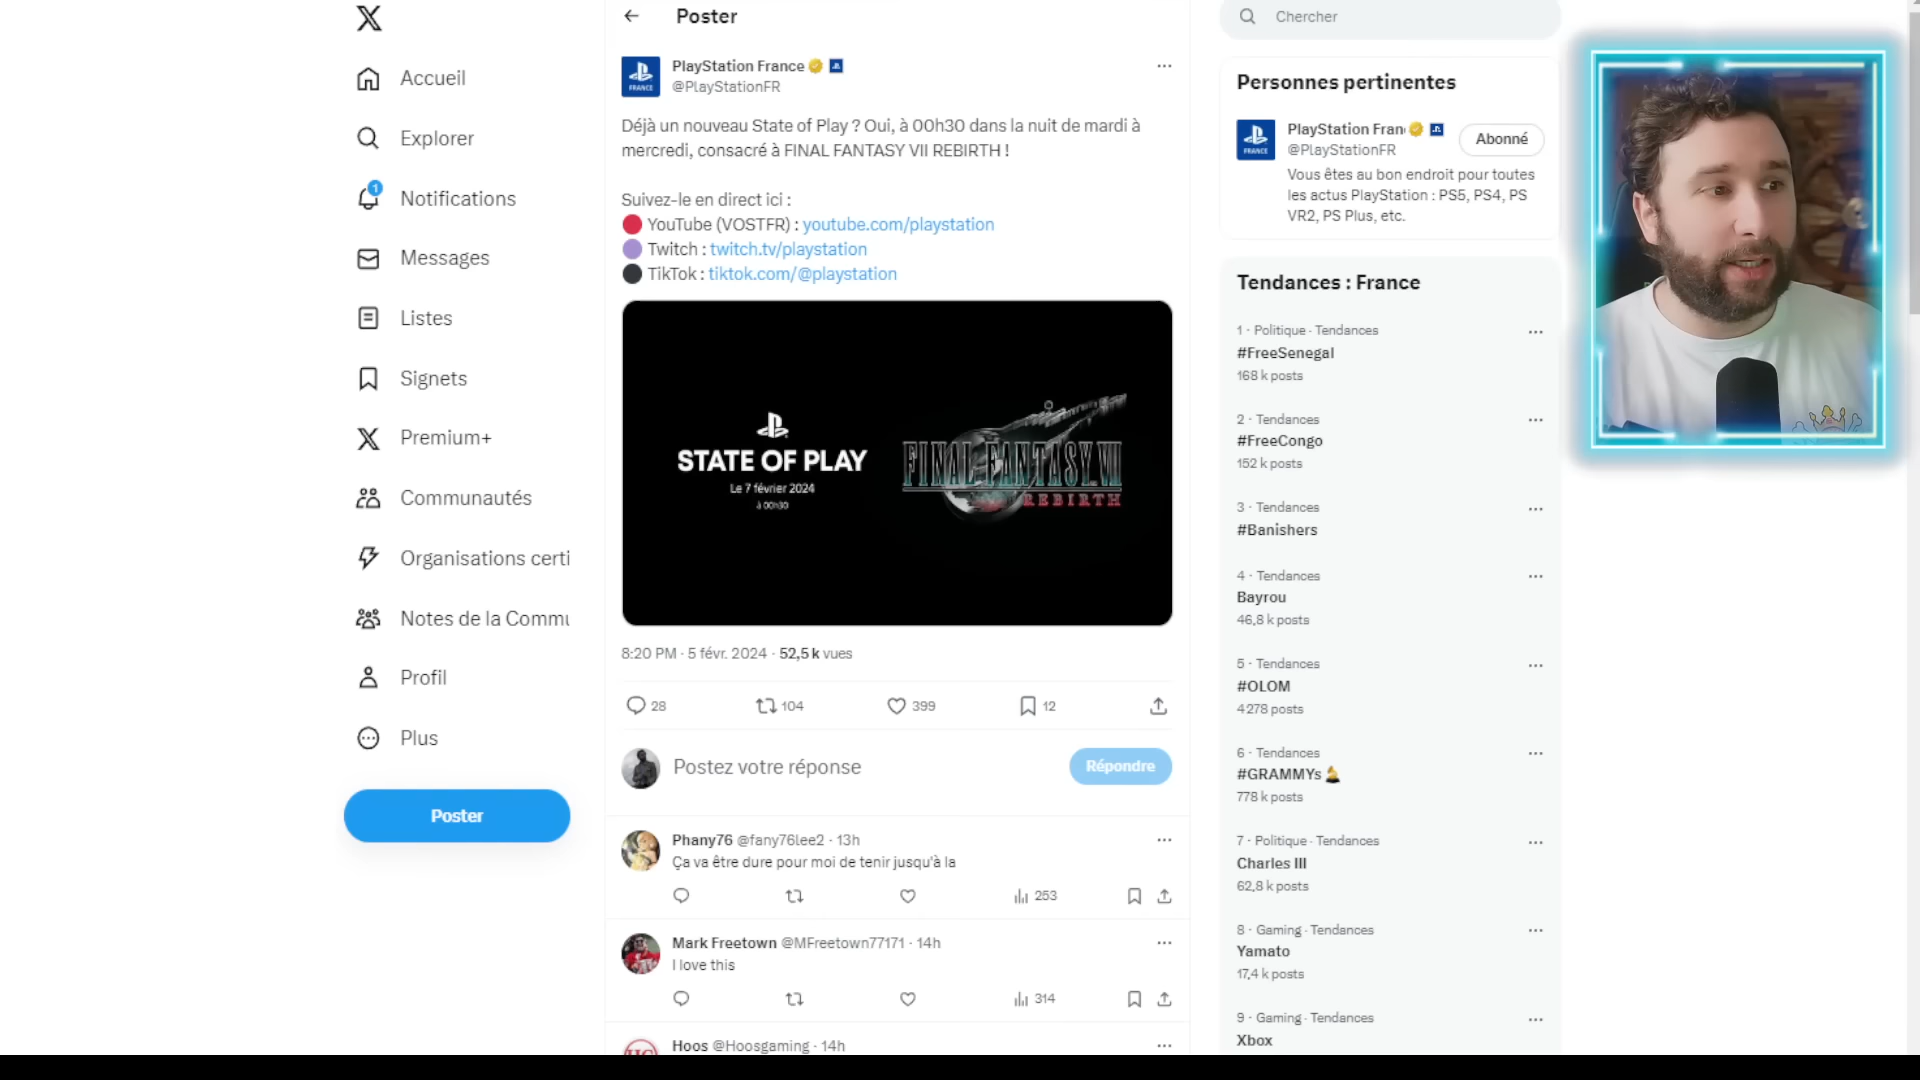 Accueil
Explorer
1
Notifications
Messages
Listes
Signets
Premium+
Communautés
Organisations certi
Notes de la Commu
Profil
Plus
Poster
Poster
PlayStation France
@PlayStationFR
Déjà un nouveau State of Play ? Oui, à 00h30 dans la nuit de mardi à
mercredi, consacré à FINAL FANTASY VII REBIRTH !
Suivez-le en direct ici :
YouTube (VOSTFR) : youtube.com/playstation
Twitch : twitch.tv/playstation
TikTok : tiktok.com/@playstation
STATE OF PLAY
Le 7 février 2024
à 00h30
FINAL FANTASY VII
REBIRTH
8:20 PM · 5 févr. 2024 · 52,5 k vues
28 104 399 12
Postez votre réponse
Répondre
Phany76 @fany76lee2 · 13h
Ça va être dure pour moi de tenir jusqu'à la
253
Mark Freetown @MFreetown77171 · 14h
I love this
314
Hoos @Hoosgaming · 14h
Chercher
Personnes pertinentes
FRANCE
PlayStation Fran
@PlayStationFR
Abonné
Vous êtes au bon endroit pour toutes
les actus PlayStation : PS5, PS4, PS
VR2, PS Plus, etc.
Tendances : France
1 · Politique · Tendances
#FreeSenegal
168 k posts
2 · Tendances
#FreeCongo
152 k posts
3 · Tendances
#Banishers
4 · Tendances
Bayrou
46,8 k posts
5 · Tendances
#OLOM
4 278 posts
6 · Tendances
#GRAMMYs
778 k posts
7 · Politique · Tendances
Charles III
62,8 k posts
8 · Gaming · Tendances
Yamato
17,4 k posts
9 · Gaming · Tendances
Xbox